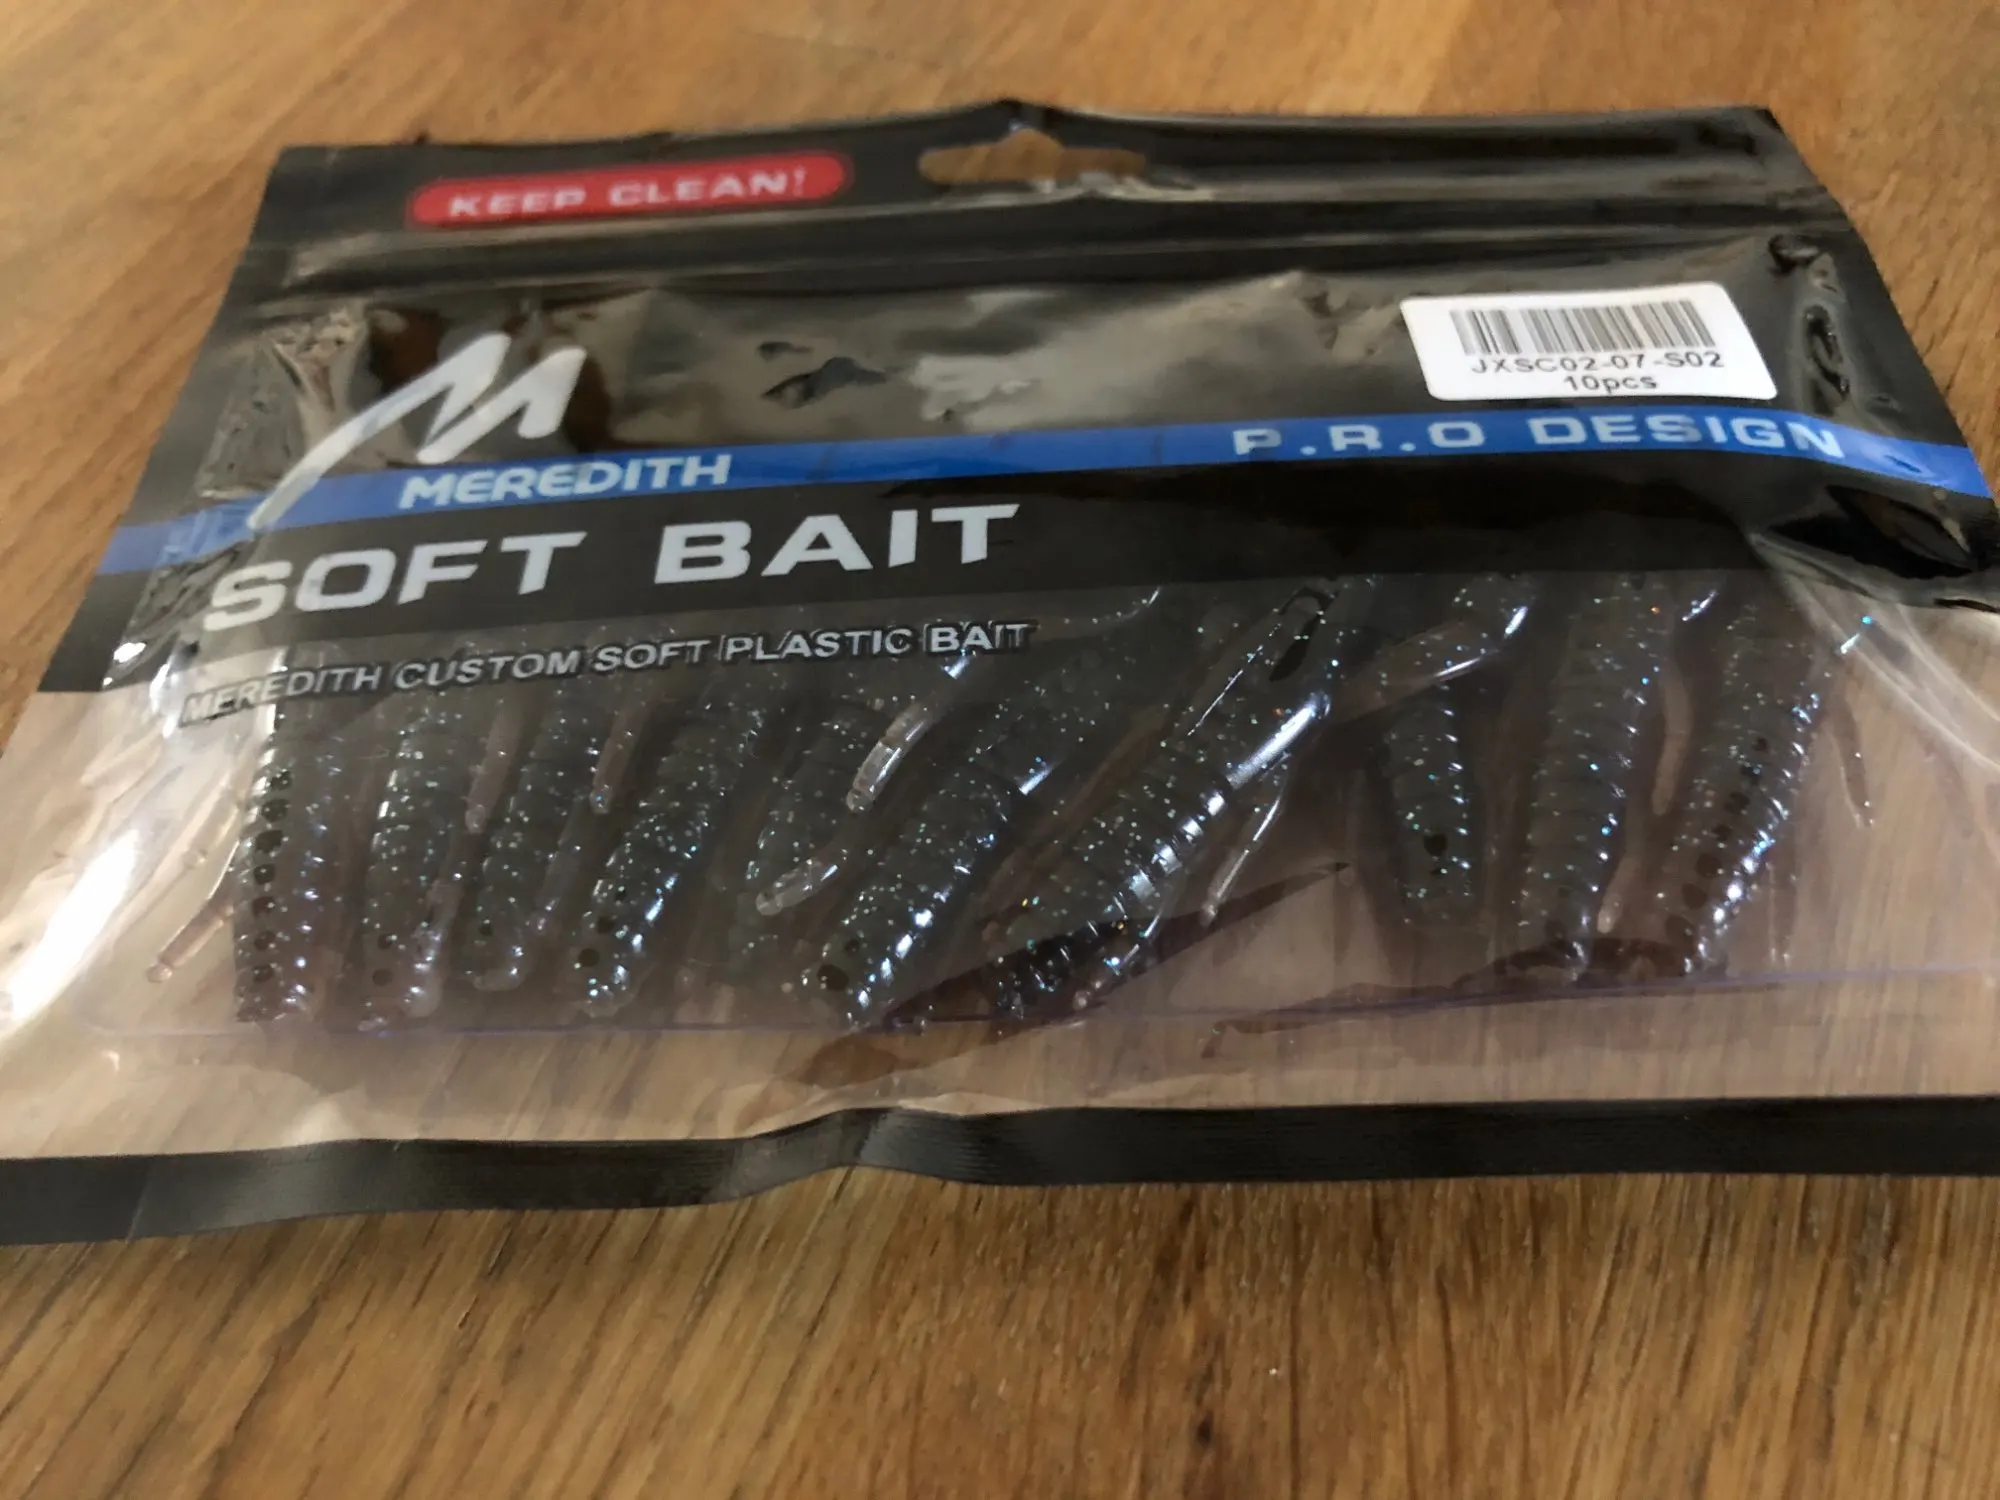 KEEP CLEAN!
JXSC02-07-S02
10pcs
P.R.O DESIGN
MEREDITH
SOFT BAIT
MEREDITH CUSTOM SOFT PLASTIC BAIT